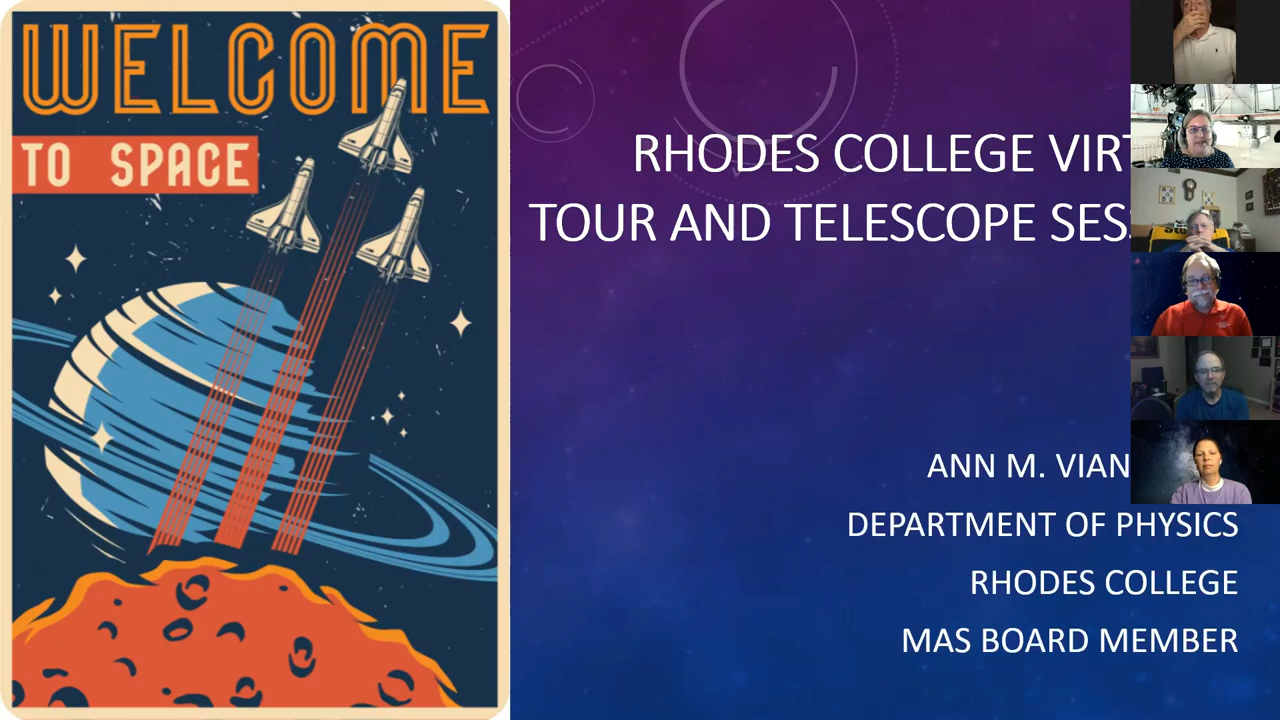 WELCOME
TO SPACE
RHODES COLLEGE VIRT
TOUR AND TELESCOPE SES
ANN M. VIAN
DEPARTMENT OF PHYSICS
RHODES COLLEGE
MAS BOARD MEMBER